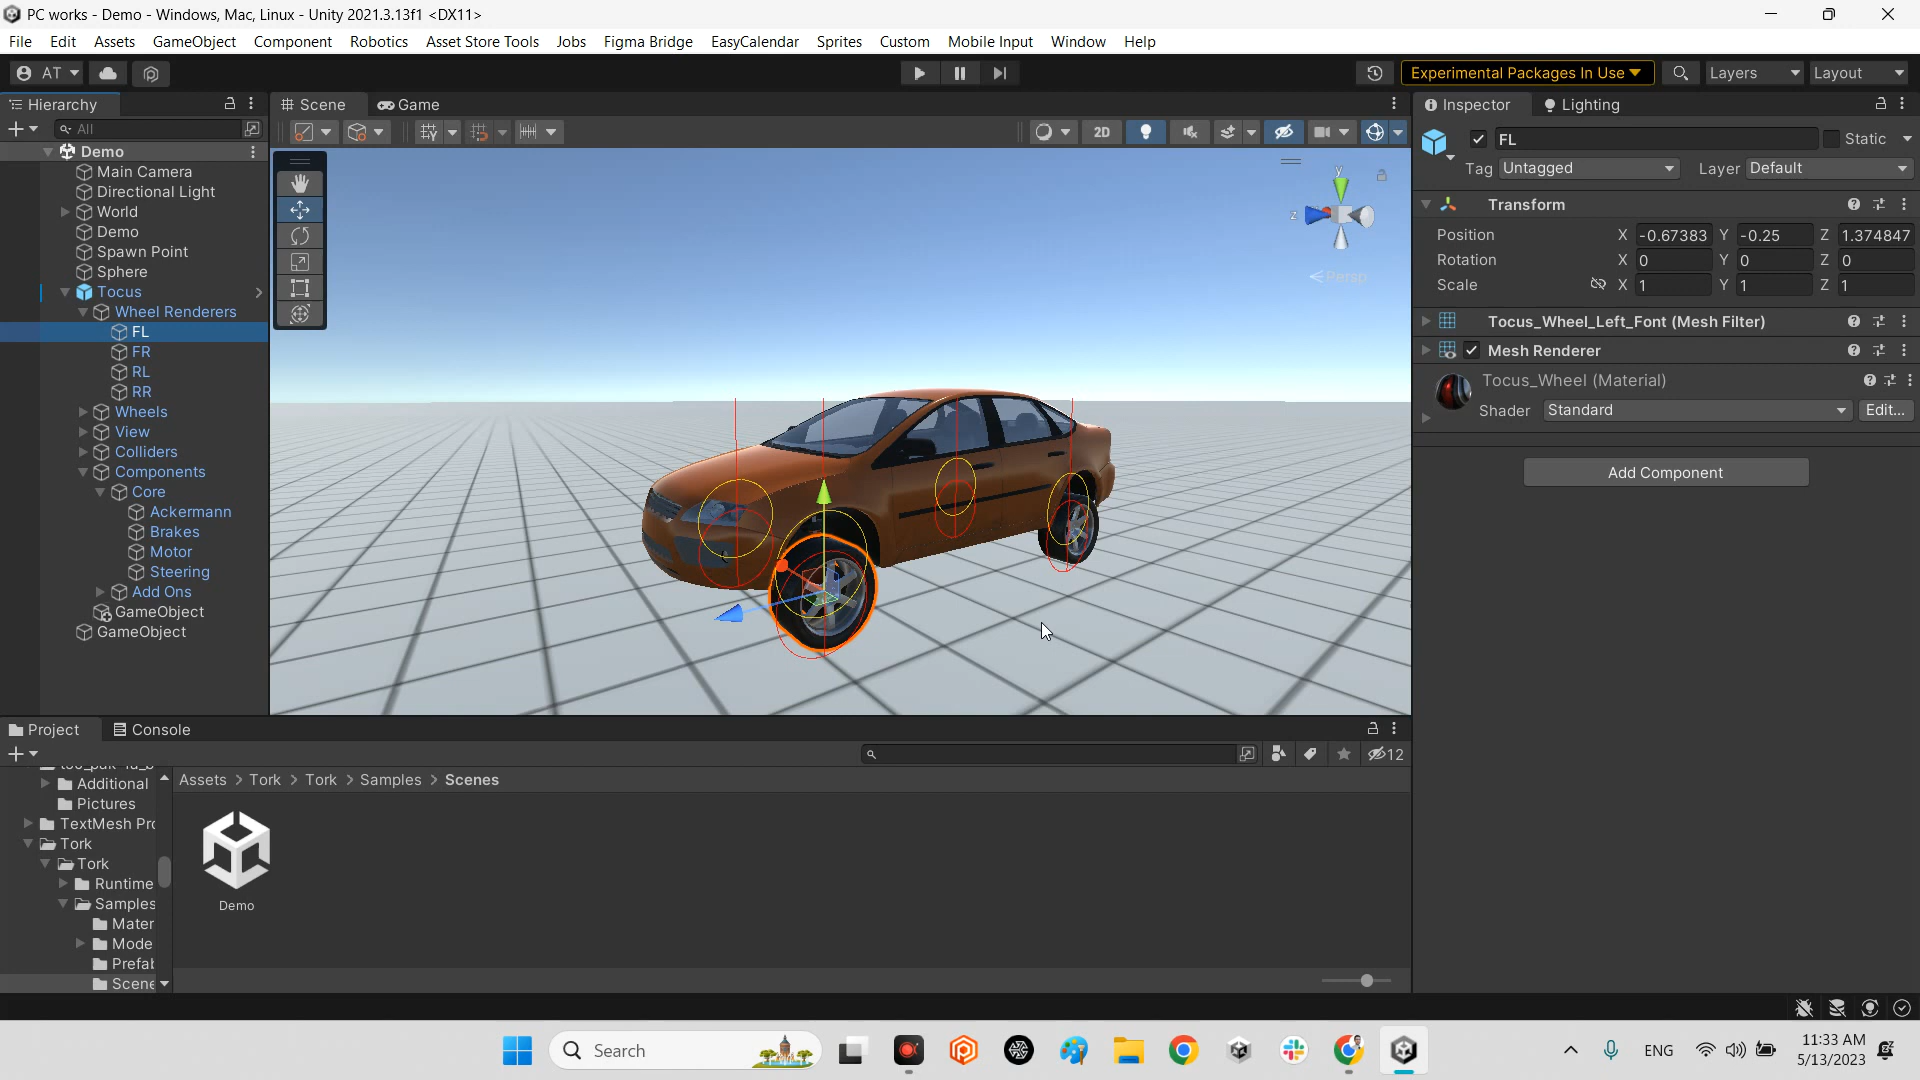 PC works - Demo - Windows, Mac, Linux - Unity 2021.3.13f1 <DX11>
File Edit Assets GameObject Component Robotics Asset Store Tools Jobs Figma Bridge EasyCalendar Sprites Custom Mobile Input Window Help
AT Experimental Packages In Use Layers Layout
Hierarchy Scene Game Inspector Lighting
All 2D
FL Static
Tag Untagged Layer Default
Demo
Main Camera
Directional Light
World
Demo
Spawn Point
Sphere
Tocus
Wheel Renderers
FL
FR
RL
RR
Wheels
View
Colliders
Components
Core
Ackermann
Brakes
Motor
Steering
Add Ons
GameObject
GameObject
y
z
Persp
Transform
Position X -0.67383 Y -0.25 Z 1.374847
Rotation X 0 Y 0 Z 0
Scale X 1 Y 1 Z 1
Tocus_Wheel_Left_Font (Mesh Filter)
Mesh Renderer
Tocus_Wheel (Material)
Shader Standard Edit...
Add Component
Project Console
12
Additional
Pictures
TextMesh Pro
Tork
Tork
Runtime
Samples
Mater
Mode
Prefab
Scene
Assets > Tork > Tork > Samples > Scenes
Demo
Search
ENG
11:33 AM
5/13/2023